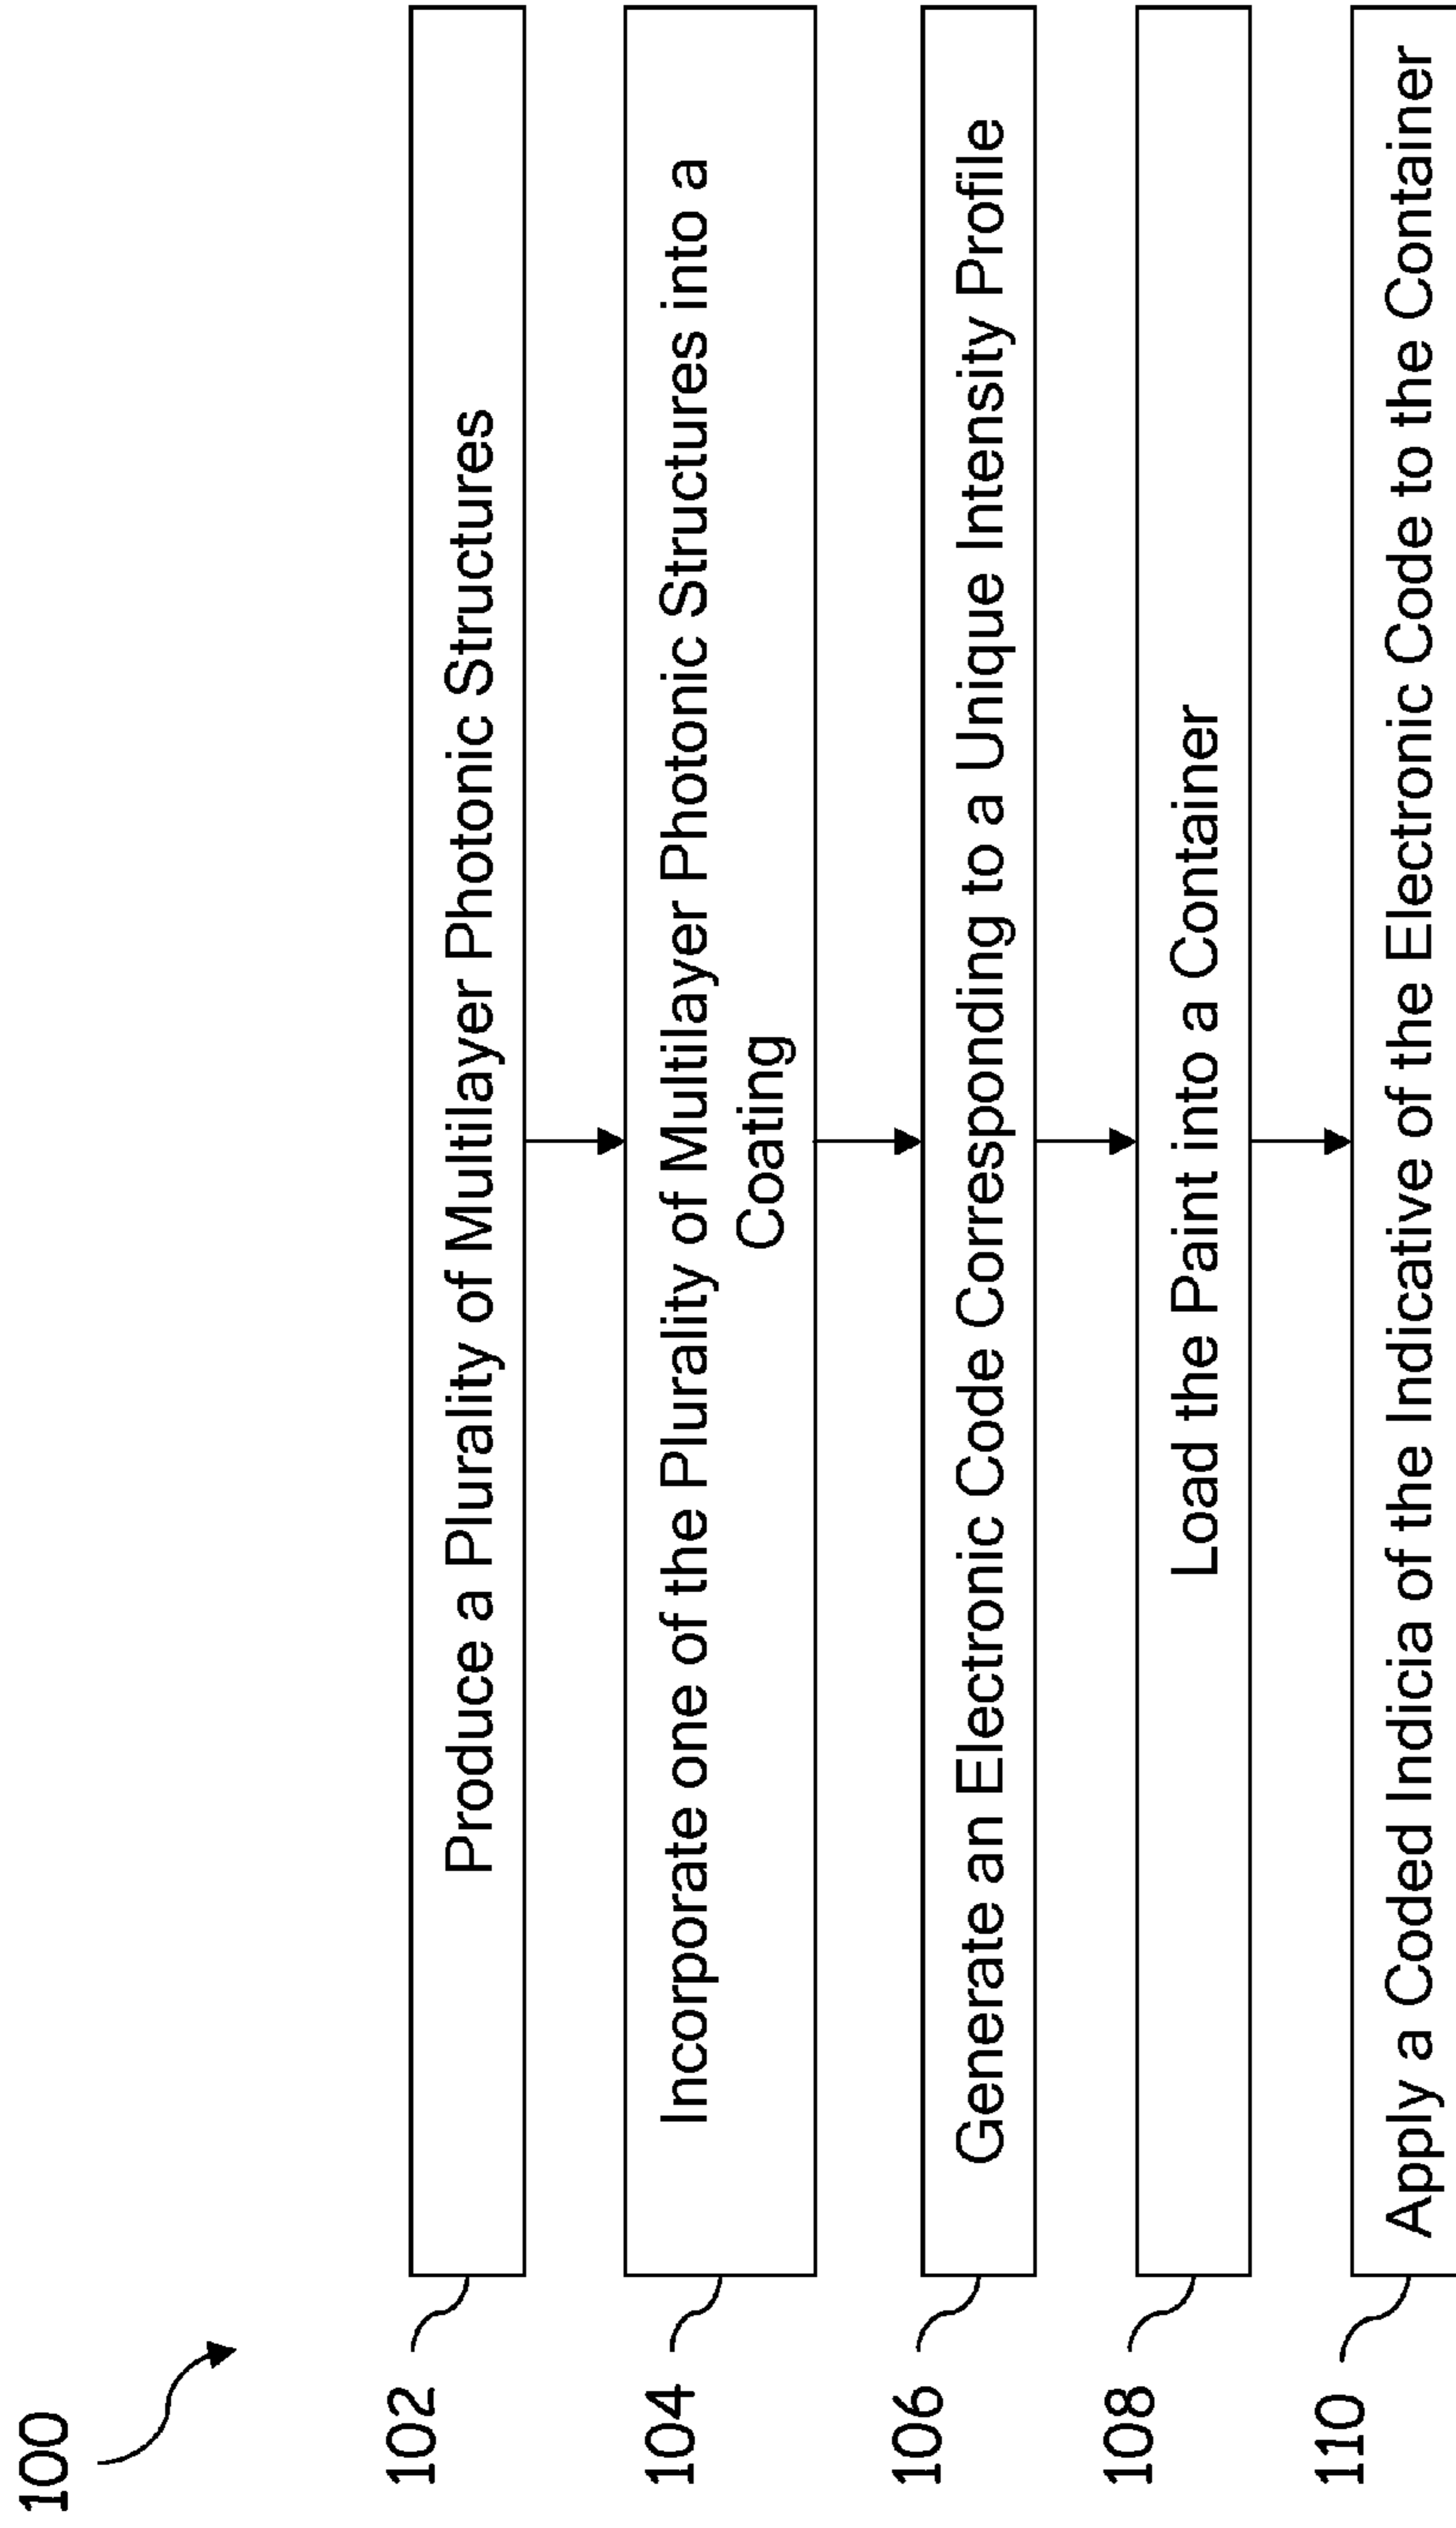 100
102
Produce a Plurality of Multilayer Photonic Structures
104
Incorporate one of the Plurality of Multilayer Photonic Structures into a
Coating
106
Generate an Electronic Code Corresponding to a Unique Intensity Profile
108
Load the Paint into a Container
110
Apply a Coded Indicia of the Indicative of the Electronic Code to the Container